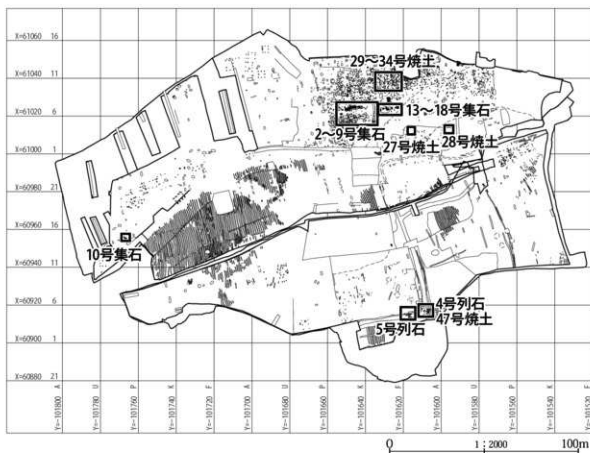 X=61060 16
X=61040 11
X=61020 6
X=61000 1
X=60980 21
X=60960 16
X=60940 11
X=60920 6
X=60900 1
X=60880 21
29～34号焼土
13～18号集石
2～9号集石
27号焼土
28号焼土
10号集石
4号列石
47号焼土
5号列石
Y=-101800 A
Y=-101780 U
Y=-101760 P
Y=-101740 K
Y=-101720 F
Y=-101700 A
Y=-101680 U
Y=-101660 P
Y=-101640 K
Y=-101620 F
Y=-101600 A
Y=-101580 U
Y=-101560 P
Y=-101540 K
Y=-101520 F
0 1：2000 100m